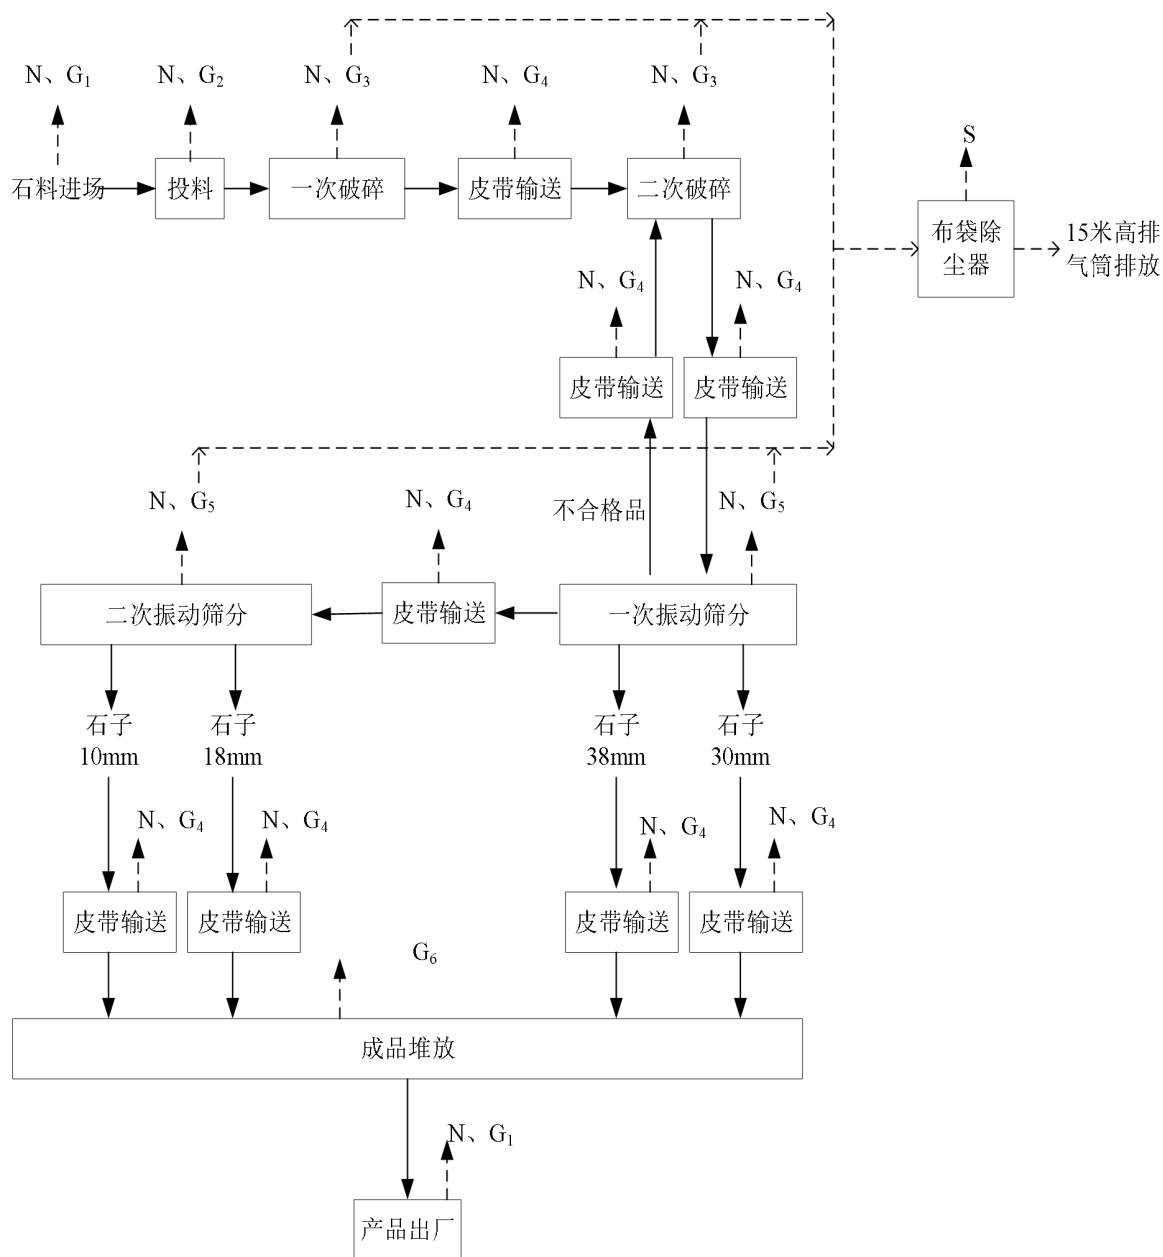 N、G₁
N、G₂
N、G₃
N、G₄
N、G₃
石料进场
投料
一次破碎
皮带输送
二次破碎
S
布袋除
尘器
15米高排
气筒排放
N、G₄
N、G₄
皮带输送
皮带输送
N、G₅
N、G₄
不合格品
N、G₅
二次振动筛分
皮带输送
一次振动筛分
石子
10mm
石子
18mm
石子
38mm
石子
30mm
N、G₄
N、G₄
N、G₄
N、G₄
皮带输送
皮带输送
皮带输送
皮带输送
G₆
成品堆放
N、G₁
产品出厂